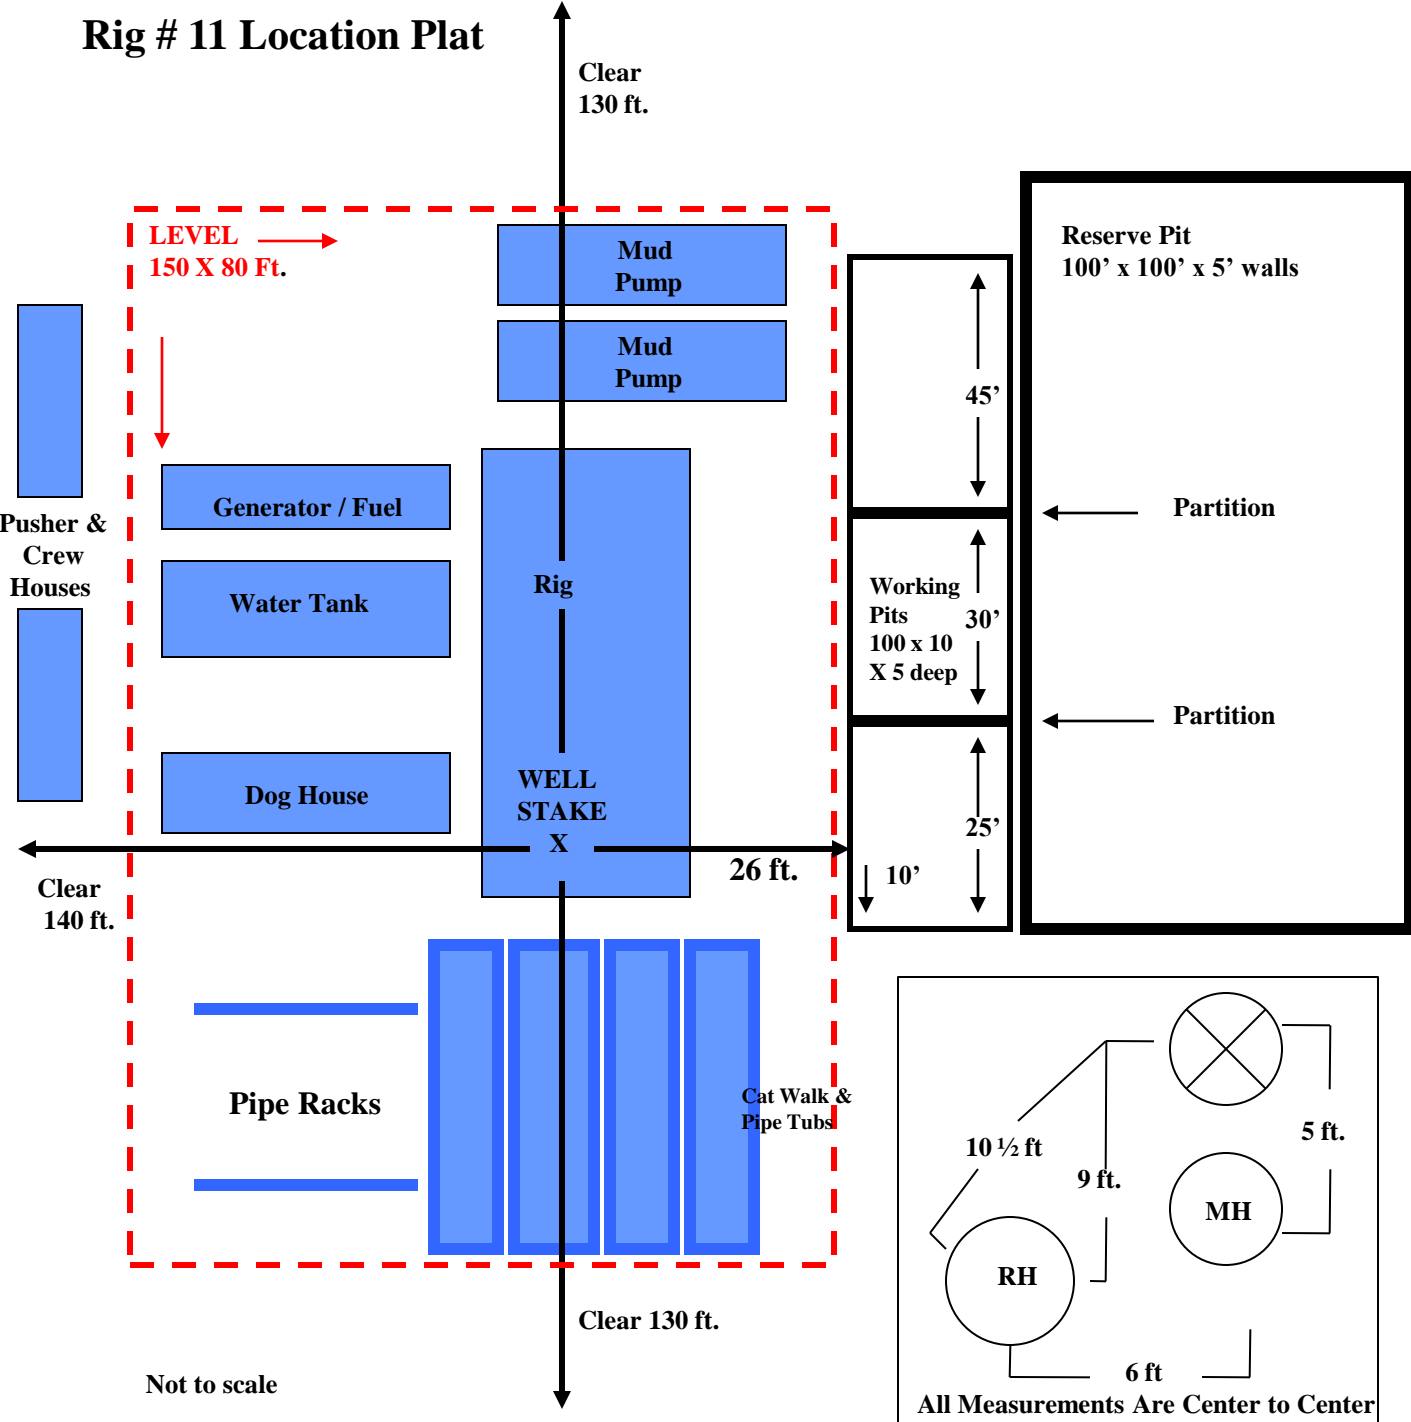 Rig # 11 Location Plat
Clear
130 ft.
LEVEL
150 X 80 Ft.
Mud
Pump
Mud
Pump
Reserve Pit
100’ x 100’ x 5’ walls
45’
Generator / Fuel
Partition
Pusher &
Crew
Houses
Rig
Water Tank
Working
Pits
100 x 10
X 5 deep
30’
Partition
WELL
STAKE
X
Dog House
25’
26 ft.
10’
Clear
140 ft.
Pipe Racks
Cat Walk &
Pipe Tubs
10 ½ ft
9 ft.
5 ft.
MH
RH
6 ft
All Measurements Are Center to Center
Clear 130 ft.
Not to scale